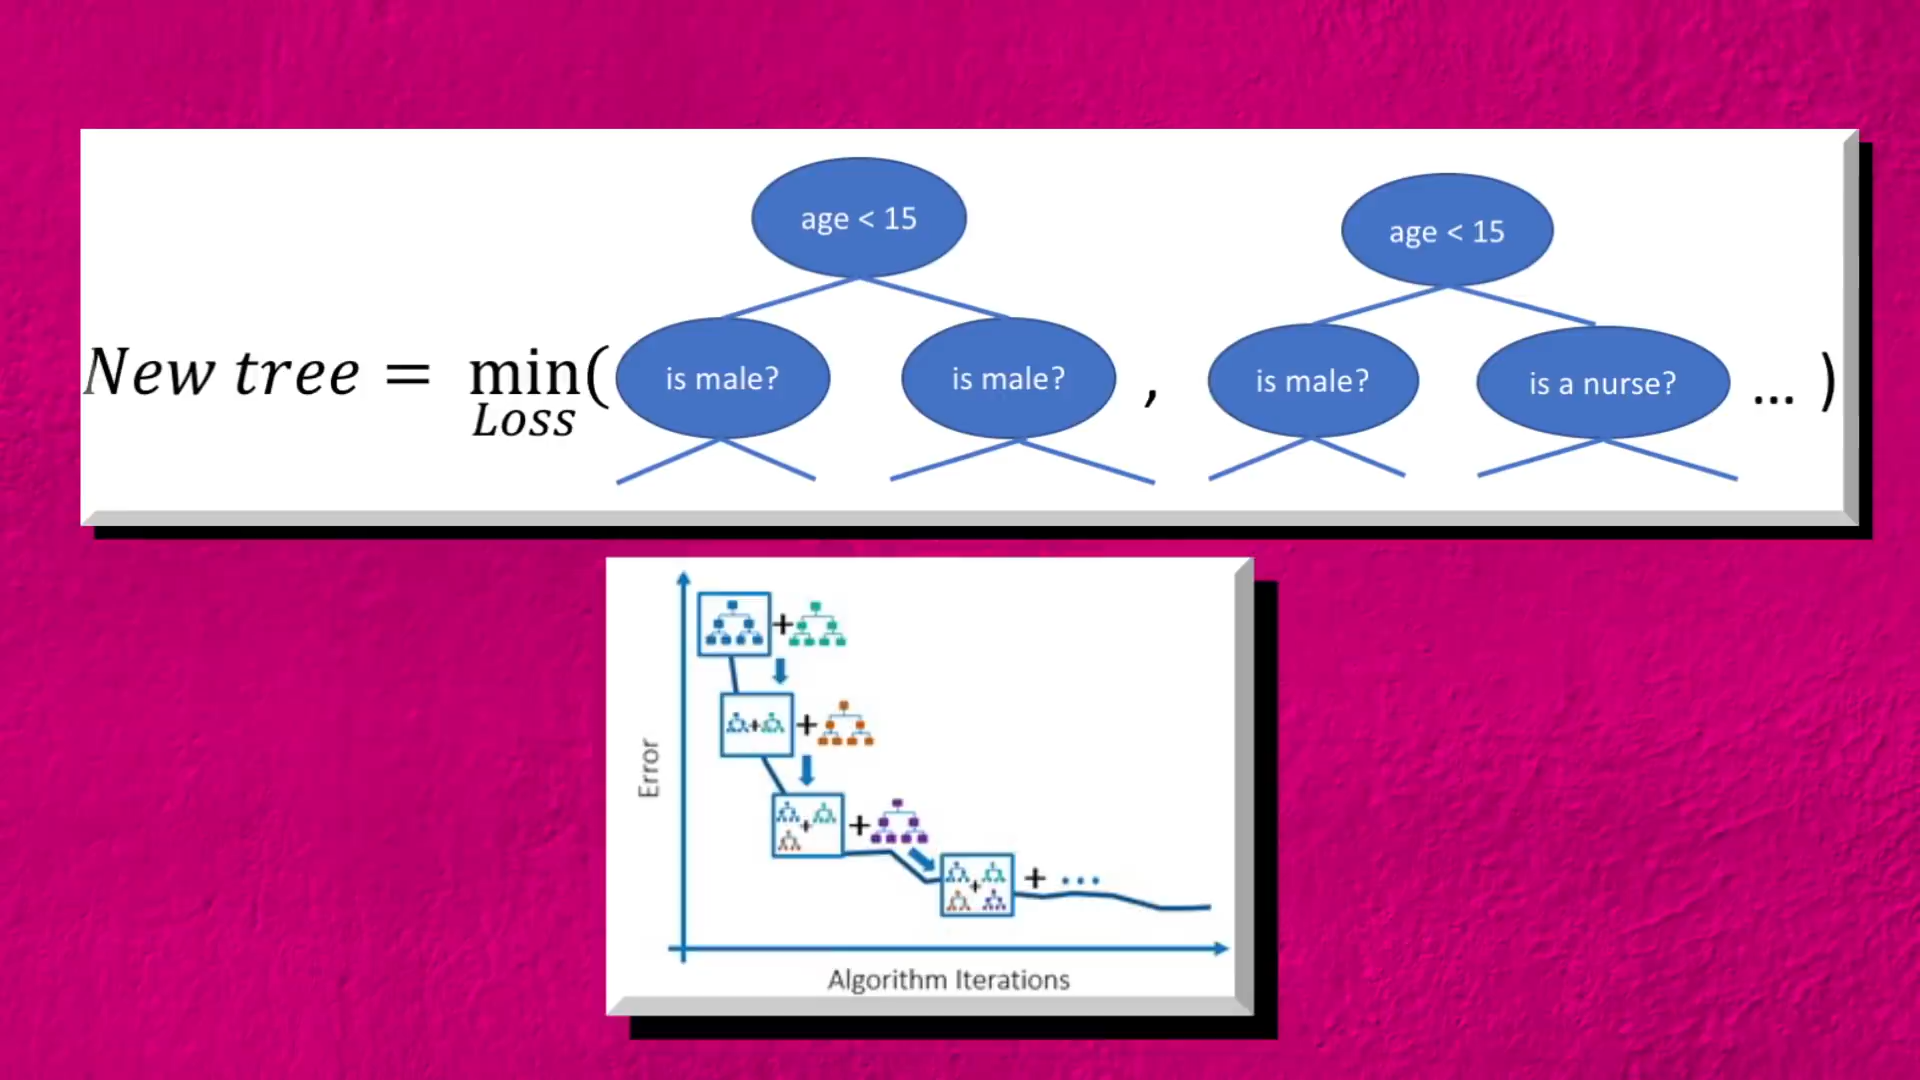 age < 15
age < 15
New tree = min( is male? is male? , is male? is a nurse? ... )
Loss
+
+
+
+
+
+
+
+ ...
Error
Algorithm Iterations